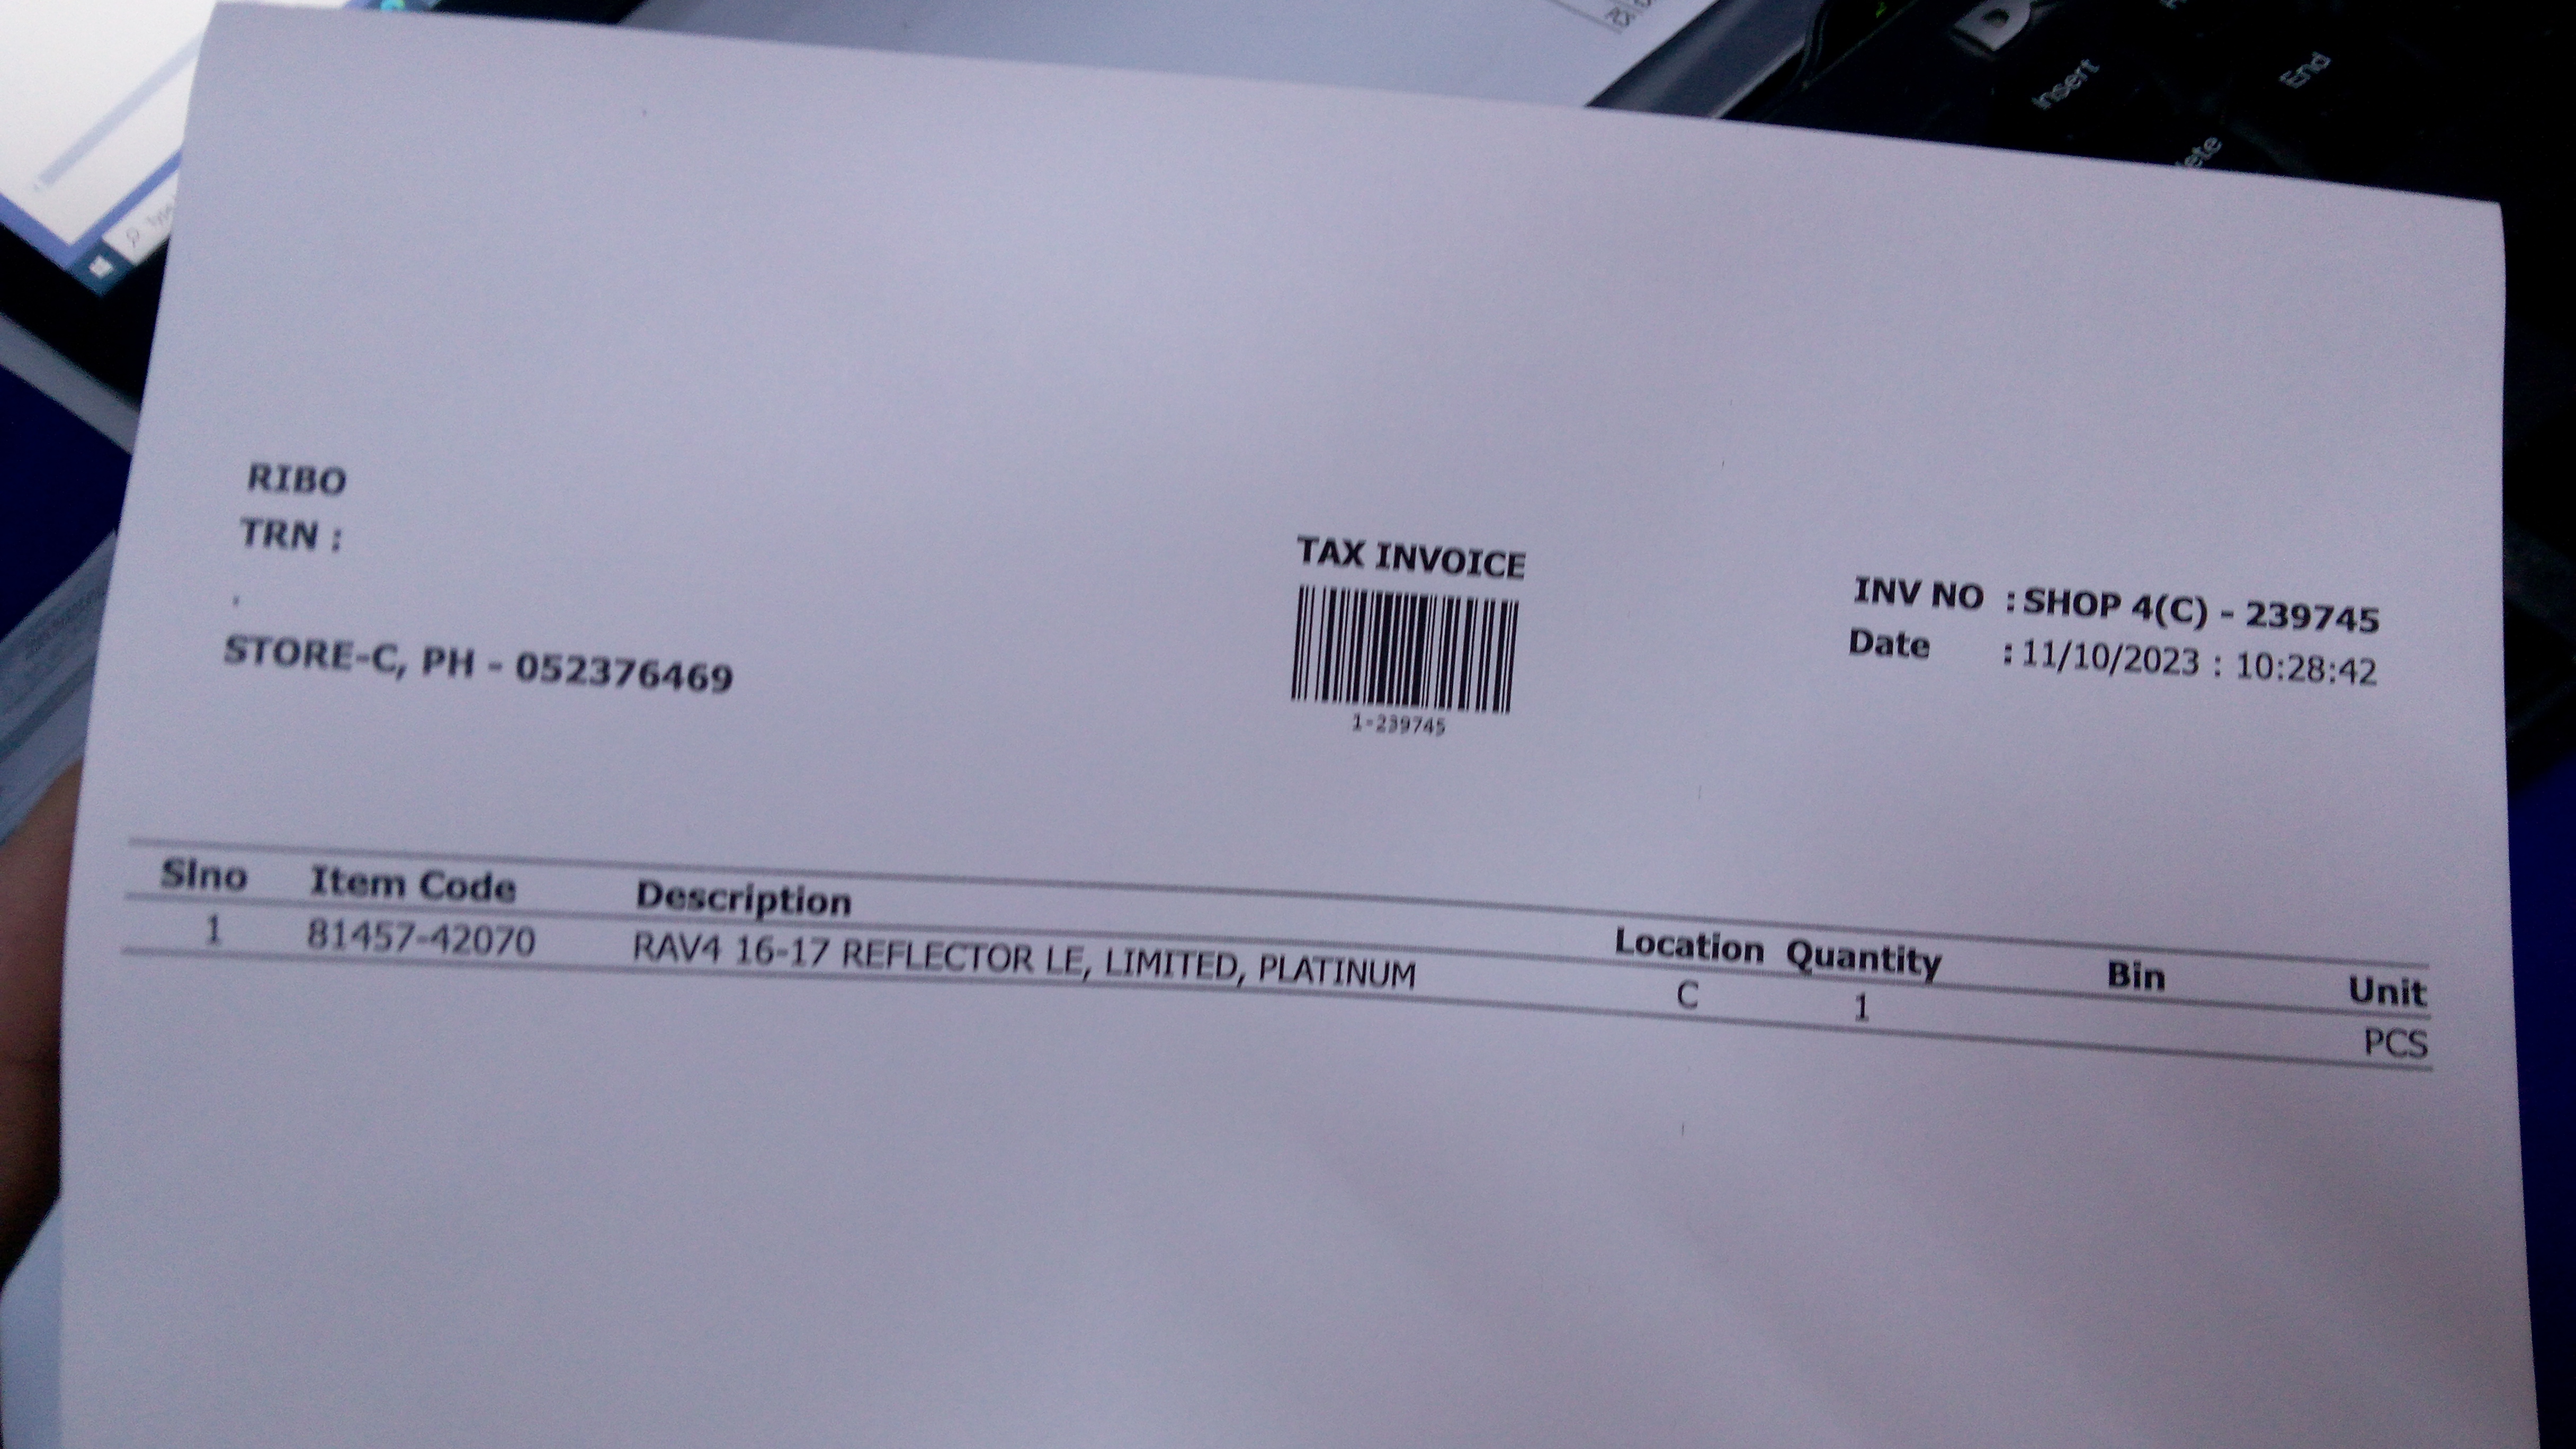 PCS
Insert
End
RIBO
TRN :
.
STORE-C, PH - 052376469
TAX INVOICE
1-239745
INV NO : SHOP 4(C) - 239745
Date : 11/10/2023 : 10:28:42
Slno Item Code Description Location Quantity Bin Unit
1 81457-42070 RAV4 16-17 REFLECTOR LE, LIMITED, PLATINUM C 1 PCS